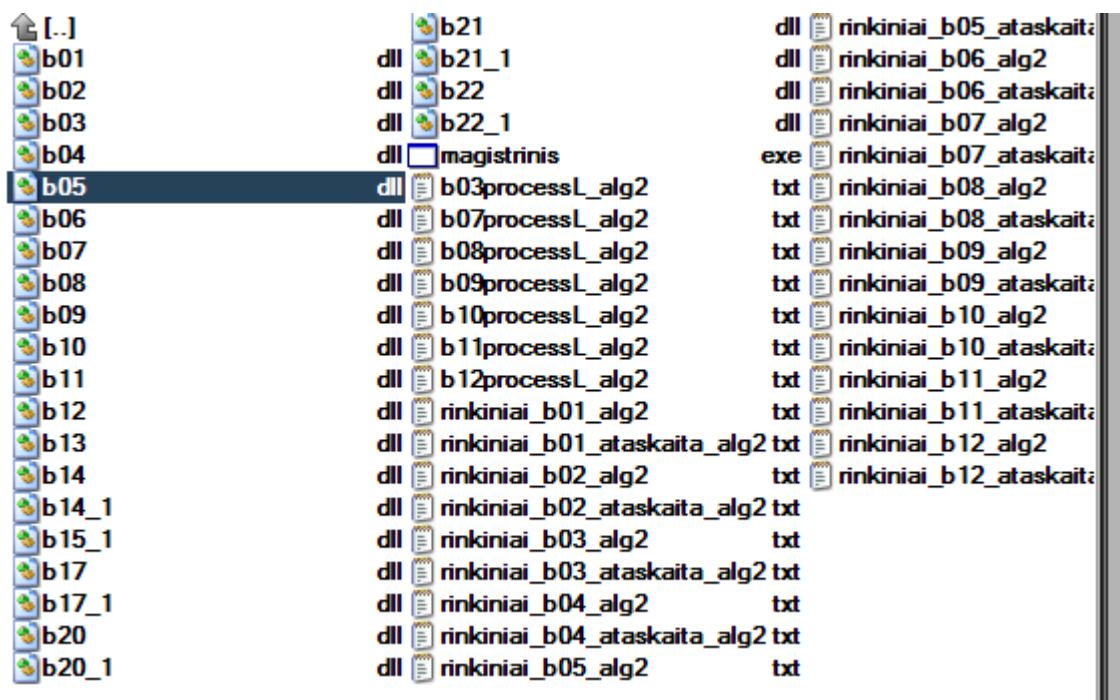 [..]
b01 dll
b02 dll
b03 dll
b04 dll
b05 dll
b06 dll
b07 dll
b08 dll
b09 dll
b10 dll
b11 dll
b12 dll
b13 dll
b14 dll
b14_1 dll
b15_1 dll
b17 dll
b17_1 dll
b20 dll
b20_1 dll
b21 dll
b21_1 dll
b22 dll
b22_1 dll
magistrinis exe
b03processL_alg2 txt
b07processL_alg2 txt
b08processL_alg2 txt
b09processL_alg2 txt
b10processL_alg2 txt
b11processL_alg2 txt
b12processL_alg2 txt
rinkiniai_b01_alg2 txt
rinkiniai_b01_ataskaita_alg2 txt
rinkiniai_b02_alg2 txt
rinkiniai_b02_ataskaita_alg2 txt
rinkiniai_b03_alg2 txt
rinkiniai_b03_ataskaita_alg2 txt
rinkiniai_b04_alg2 txt
rinkiniai_b04_ataskaita_alg2 txt
rinkiniai_b05_alg2 txt
rinkiniai_b05_ataskaita
rinkiniai_b06_alg2
rinkiniai_b06_ataskaita
rinkiniai_b07_alg2
rinkiniai_b07_ataskaita
rinkiniai_b08_alg2
rinkiniai_b08_ataskaita
rinkiniai_b09_alg2
rinkiniai_b09_ataskaita
rinkiniai_b10_alg2
rinkiniai_b10_ataskaita
rinkiniai_b11_alg2
rinkiniai_b11_ataskaita
rinkiniai_b12_alg2
rinkiniai_b12_ataskaita